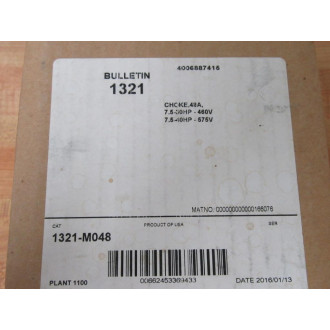 BULLETIN
1321
4006887416
CHOKE,48A,
7.5-30HP - 460V
7.5-40HP - 575V
MATNO: 000000000000166076
CAT
PRODUCT OF USA
SER
1321-M048
PLANT 1100
00662453369433
DATE 2016/01/13